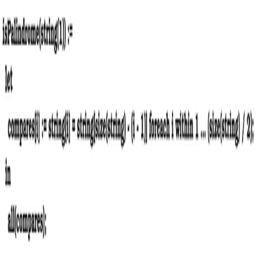 isPalindrome(string[1]) :=
let
compares[i] := string[i] = string[size(string) - (i - 1)] foreach i within 1 ... (size(string) / 2);
in
all(compares);